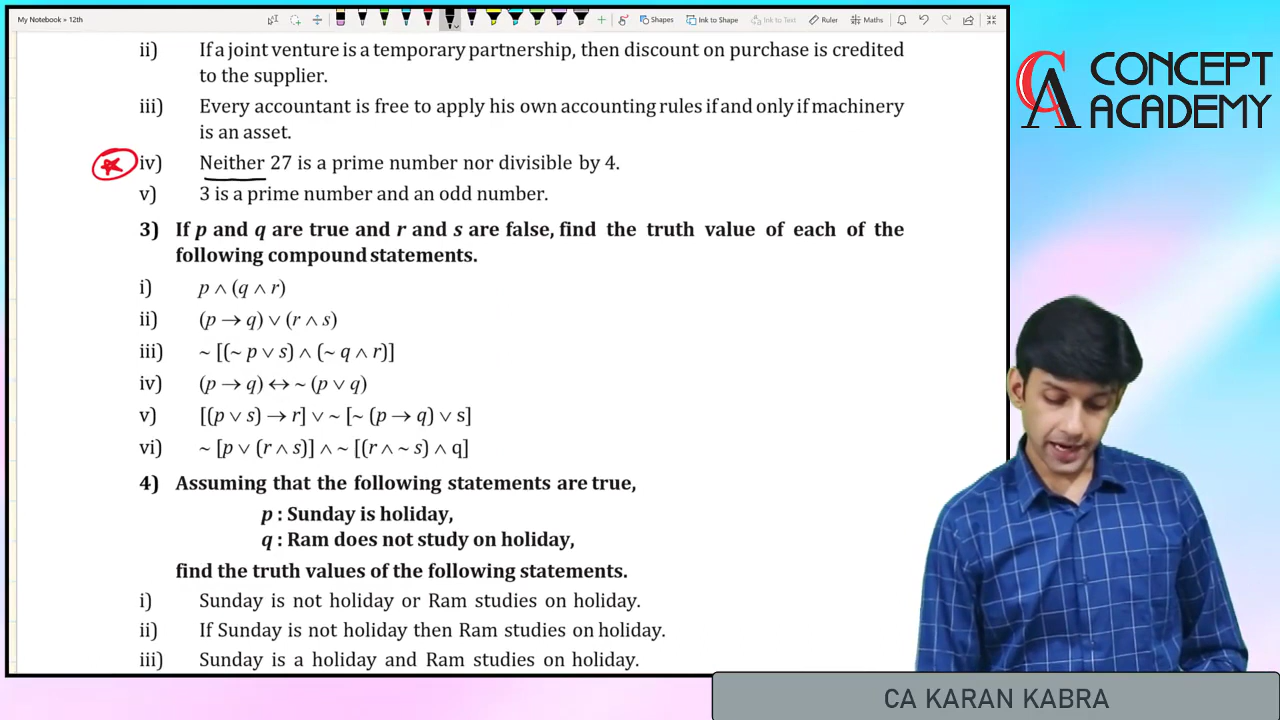 My Notebook » 12th
Shapes
Ink to Shape
Ink to Text
Ruler
Maths
ii) If a joint venture is a temporary partnership, then discount on purchase is credited
to the supplier.
iii) Every accountant is free to apply his own accounting rules if and only if machinery
is an asset.
iv) Neither 27 is a prime number nor divisible by 4.
v) 3 is a prime number and an odd number.
3) If p and q are true and r and s are false, find the truth value of each of the
following compound statements.
i) p ∧ (q ∧ r)
ii) (p → q) ∨ (r ∧ s)
iii) ~ [(~ p ∨ s) ∧ (~ q ∧ r)]
iv) (p → q) ↔ ~ (p ∨ q)
v) [(p ∨ s) → r] ∨ ~ [~ (p → q) ∨ s]
vi) ~ [p ∨ (r ∧ s)] ∧ ~ [(r ∧ ~ s) ∧ q]
4) Assuming that the following statements are true,
p : Sunday is holiday,
q : Ram does not study on holiday,
find the truth values of the following statements.
i) Sunday is not holiday or Ram studies on holiday.
ii) If Sunday is not holiday then Ram studies on holiday.
iii) Sunday is a holiday and Ram studies on holiday.
CA CONCEPT
ACADEMY
CA KARAN KABRA